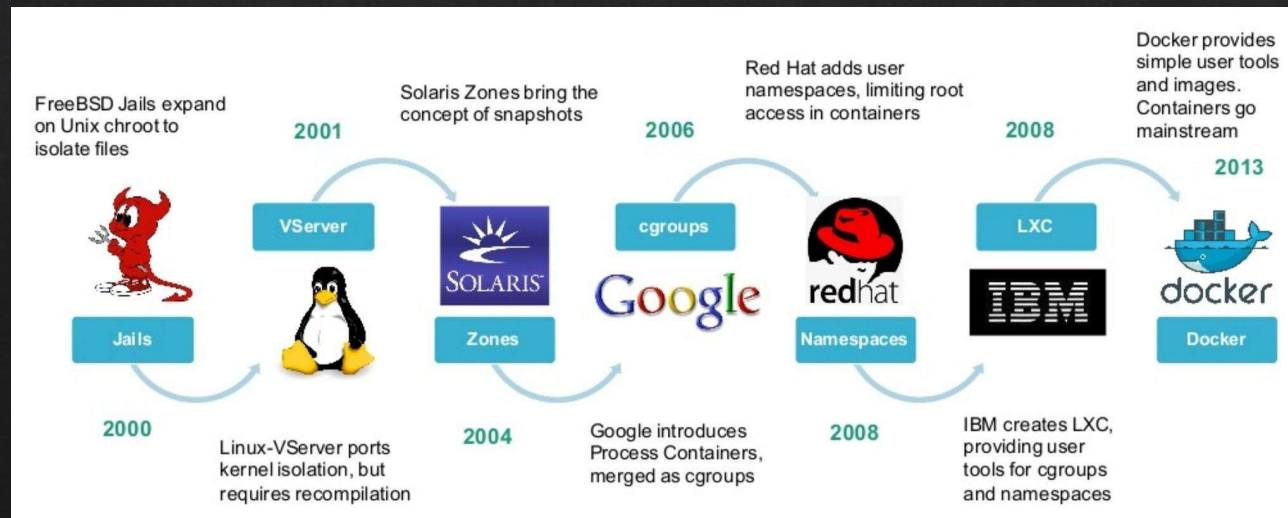 FreeBSD Jails expand
on Unix chroot to
isolate files
Jails
2000
2001
VServer
Linux-VServer ports
kernel isolation, but
requires recompilation
Solaris Zones bring the
concept of snapshots
SOLARIS™
Zones
2004
2006
cgroups
Google
Google introduces
Process Containers,
merged as cgroups
Red Hat adds user
namespaces, limiting root
access in containers
redhat
Namespaces
2008
2008
LXC
IBM
IBM creates LXC,
providing user
tools for cgroups
and namespaces
Docker provides
simple user tools
and images.
Containers go
mainstream
2013
docker
Docker